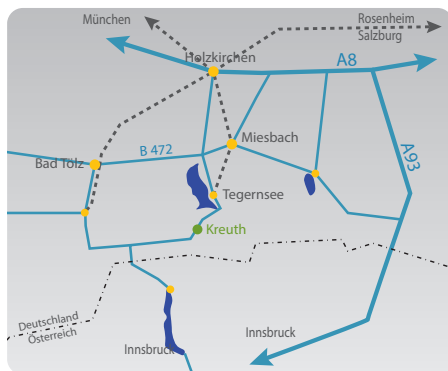 München
Rosenheim
Salzburg
Holzkirchen
A8
A93
Miesbach
B 472
Bad Tölz
Tegernsee
Kreuth
Deutschland
Österreich
Innsbruck
Innsbruck